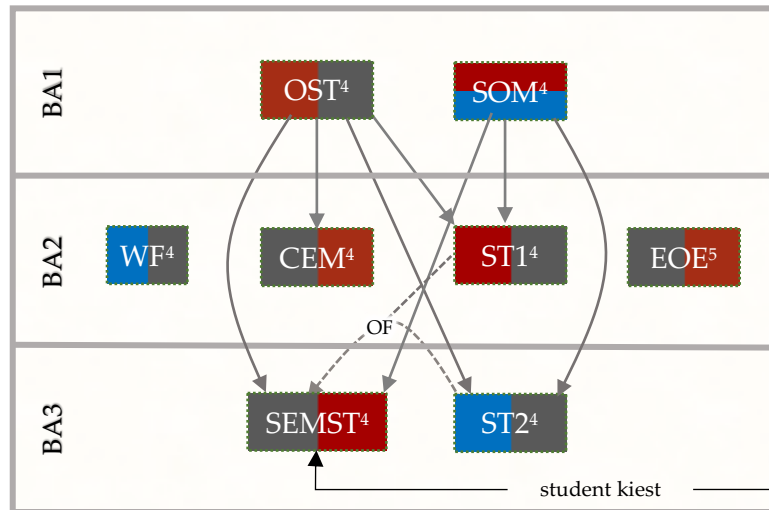 BA1
OST⁴
SOM⁴
BA2
WF⁴
CEM⁴
ST1⁴
EOE⁵
OF
BA3
SEMST⁴
ST2⁴
student kiest